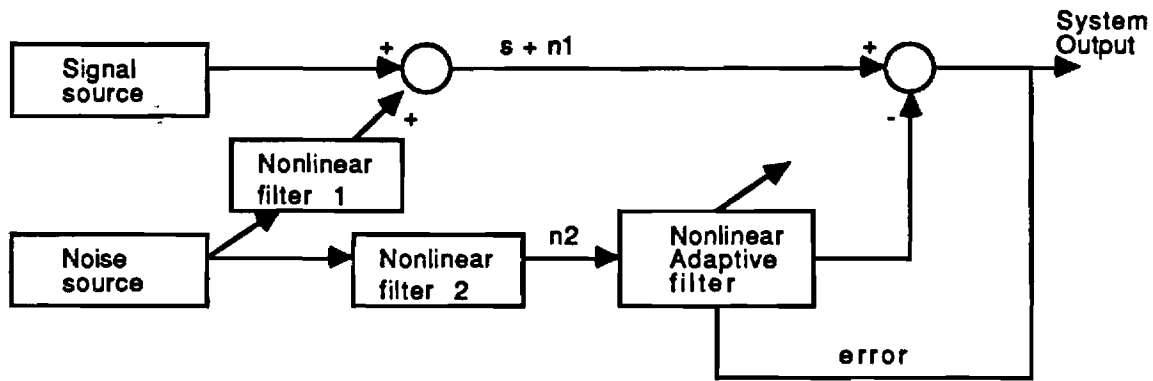 System
Output
+
s + n1
+
Signal
source
+
-
Nonlinear
filter 1
n2
Noise
source
Nonlinear
filter 2
Nonlinear
Adaptive
filter
error